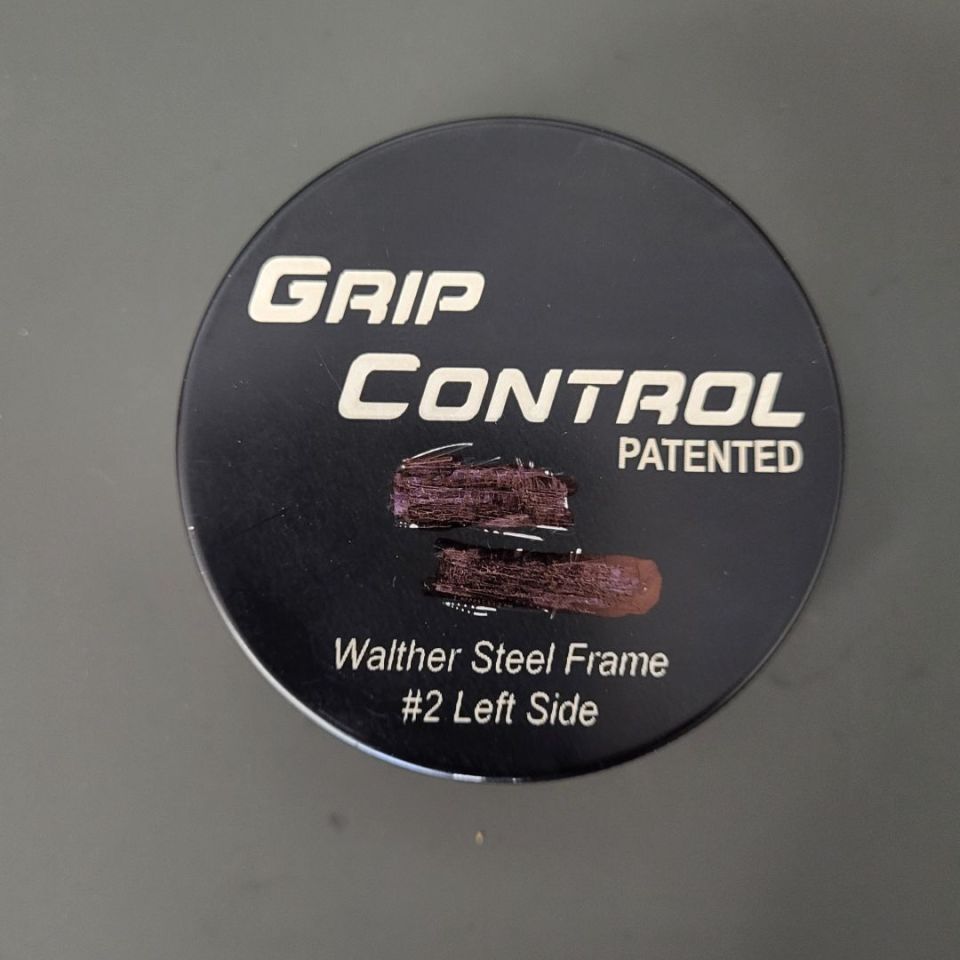 GRIP
CONTROL
PATENTED
Walther Steel Frame
#2 Left Side